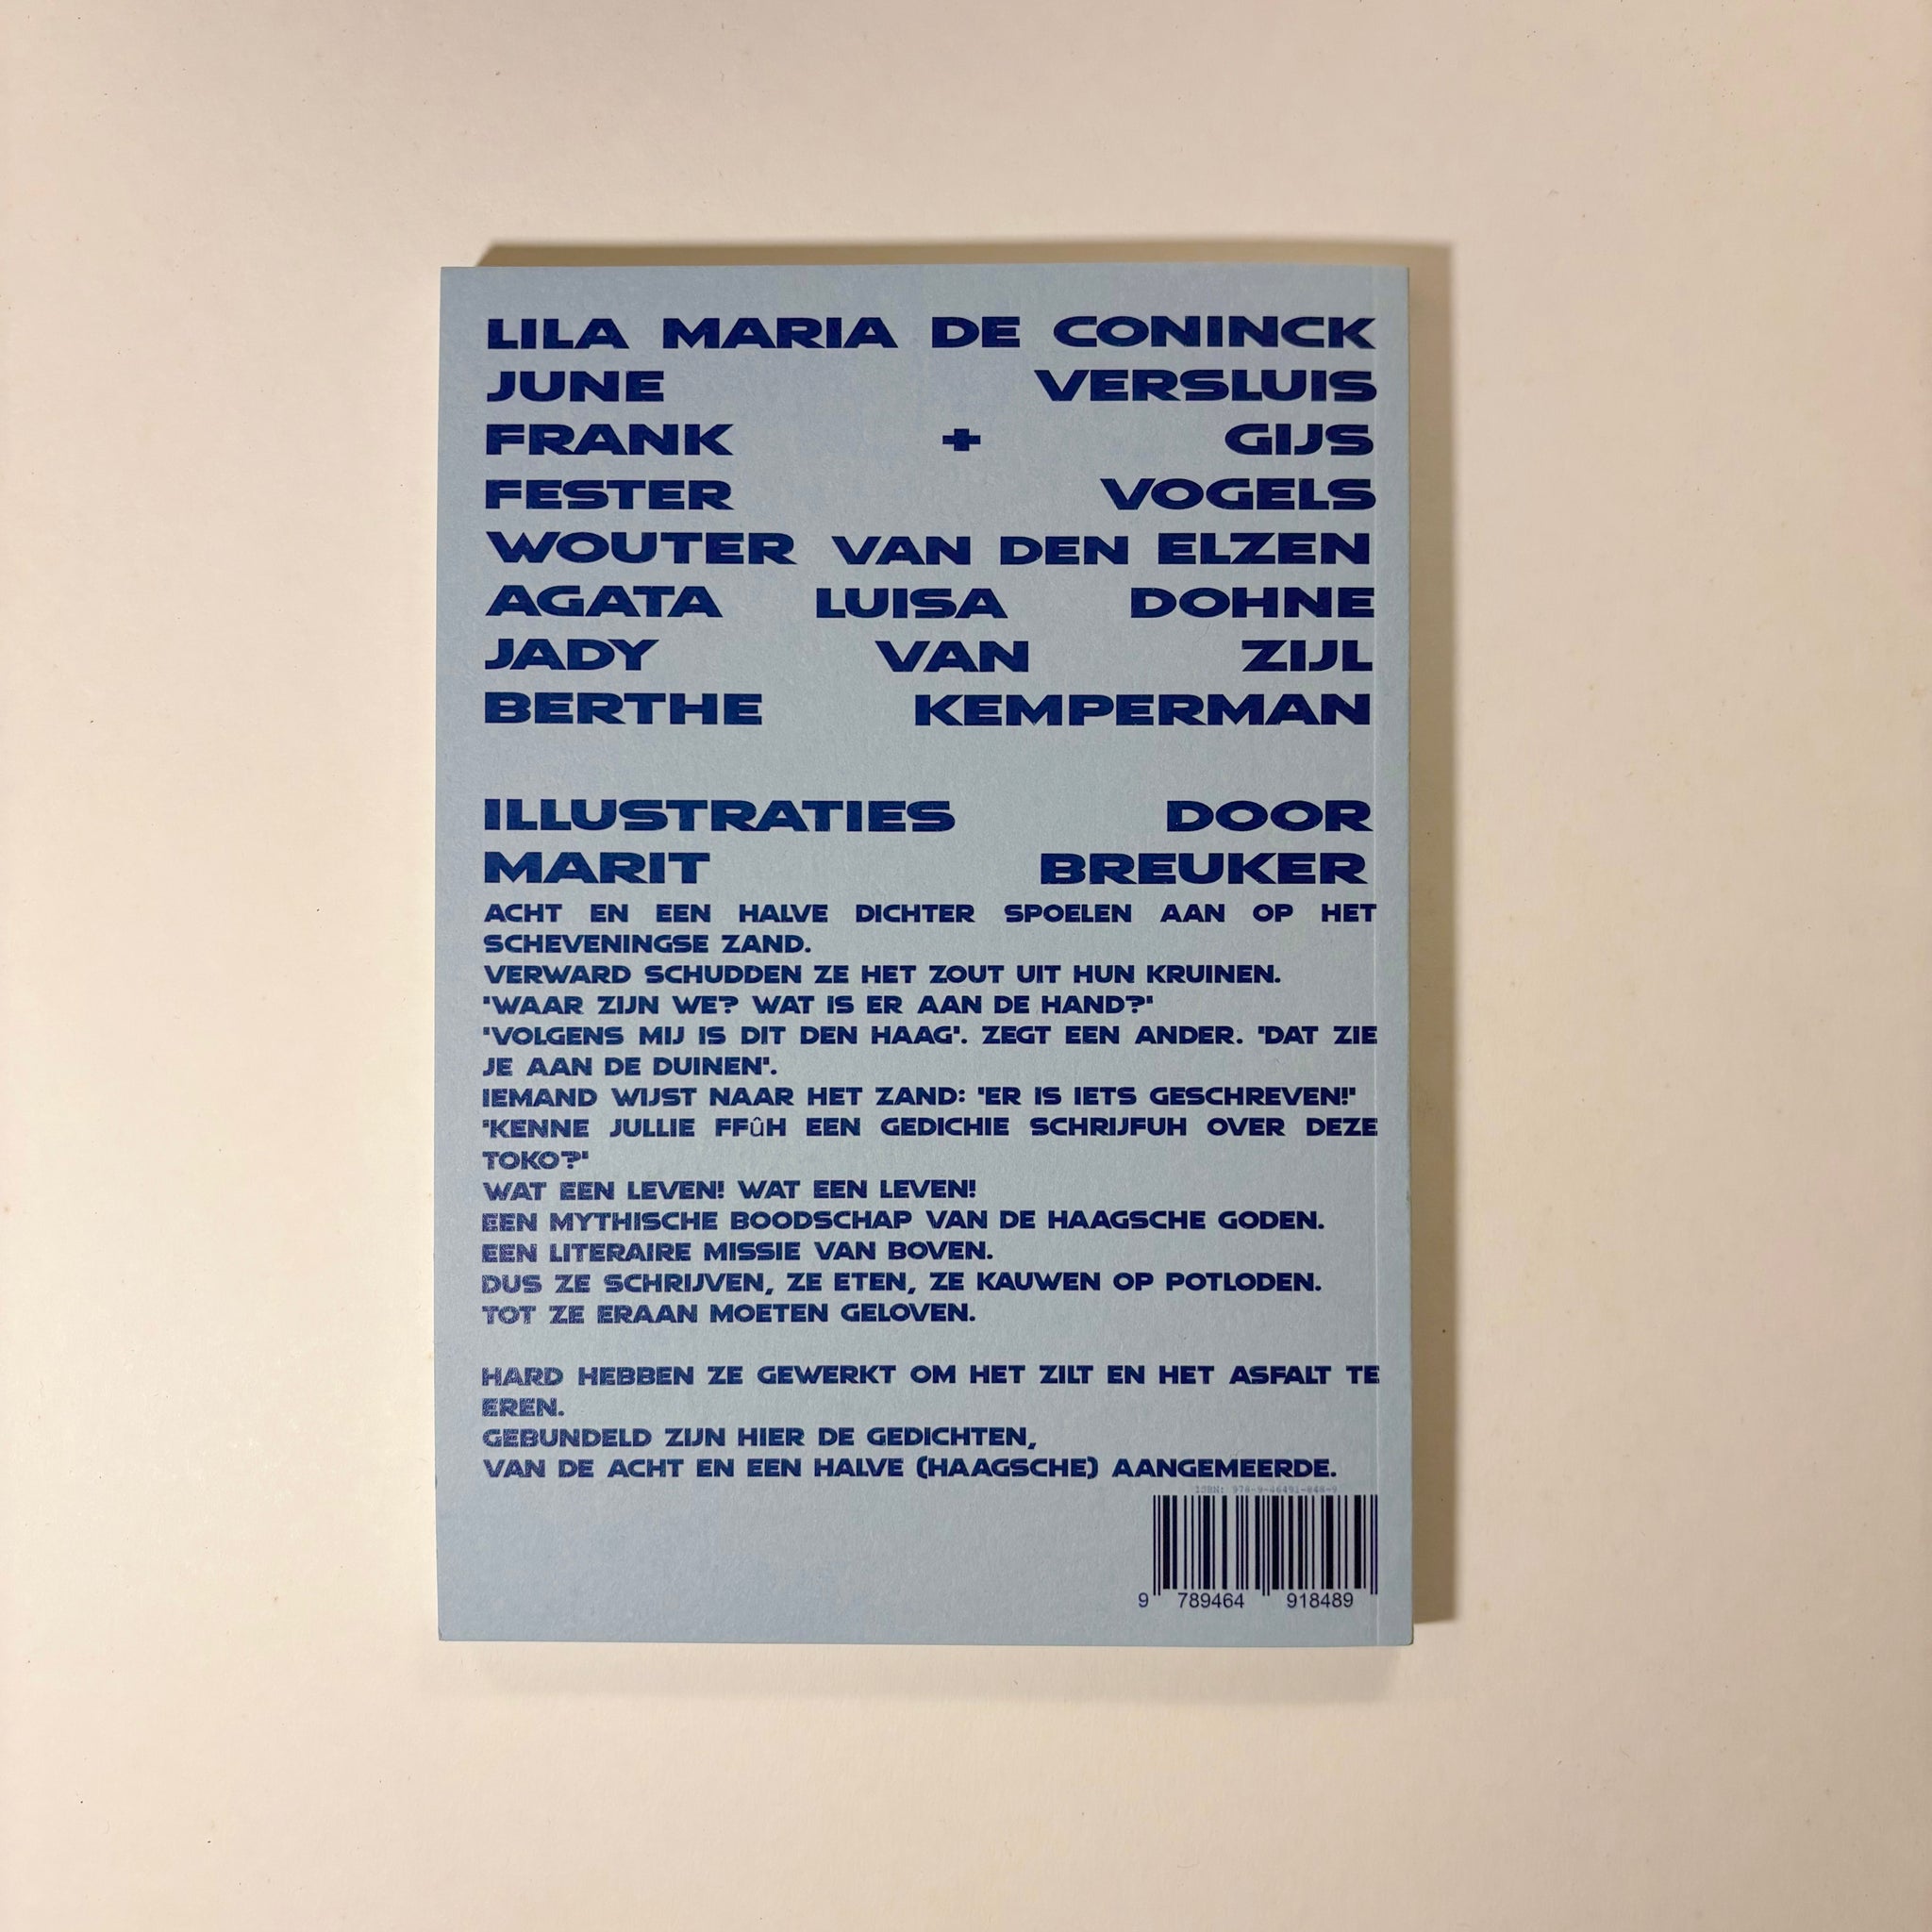 LILA MARIA DE CONINCK
JUNE VERSLUIS
FRANK + GIJS
FESTER VOGELS
WOUTER VAN DEN ELZEN
AGATA LUISA DOHNE
JADY VAN ZIJL
BERTHE KEMPERMAN
ILLUSTRATIES DOOR
MARIT BREUKER
ACHT EN EEN HALVE DICHTER SPOELEN AAN OP HET
SCHEVENINGSE ZAND.
VERWARD SCHUDDEN ZE HET ZOUT UIT HUN KRUINEN.
'WAAR ZIJN WE? WAT IS ER AAN DE HAND?'
'VOLGENS MIJ IS DIT DEN HAAG'. ZEGT EEN ANDER. 'DAT ZIE
JE AAN DE DUINEN'.
IEMAND WIJST NAAR HET ZAND: 'ER IS IETS GESCHREVEN!'
'KENNE JULLIE FFÛH EEN GEDICHIE SCHRIJFUH OVER DEZE
TOKO?'
WAT EEN LEVEN! WAT EEN LEVEN!
EEN MYTHISCHE BOODSCHAP VAN DE HAAGSCHE GODEN.
EEN LITERAIRE MISSIE VAN BOVEN.
DUS ZE SCHRIJVEN, ZE ETEN, ZE KAUWEN OP POTLODEN.
TOT ZE ERAAN MOETEN GELOVEN.
HARD HEBBEN ZE GEWERKT OM HET ZILT EN HET ASFALT TE
EREN.
GEBUNDELD ZIJN HIER DE GEDICHTEN,
VAN DE ACHT EN EEN HALVE (HAAGSCHE) AANGEMEERDE.
ISBN:
9 789464 918489